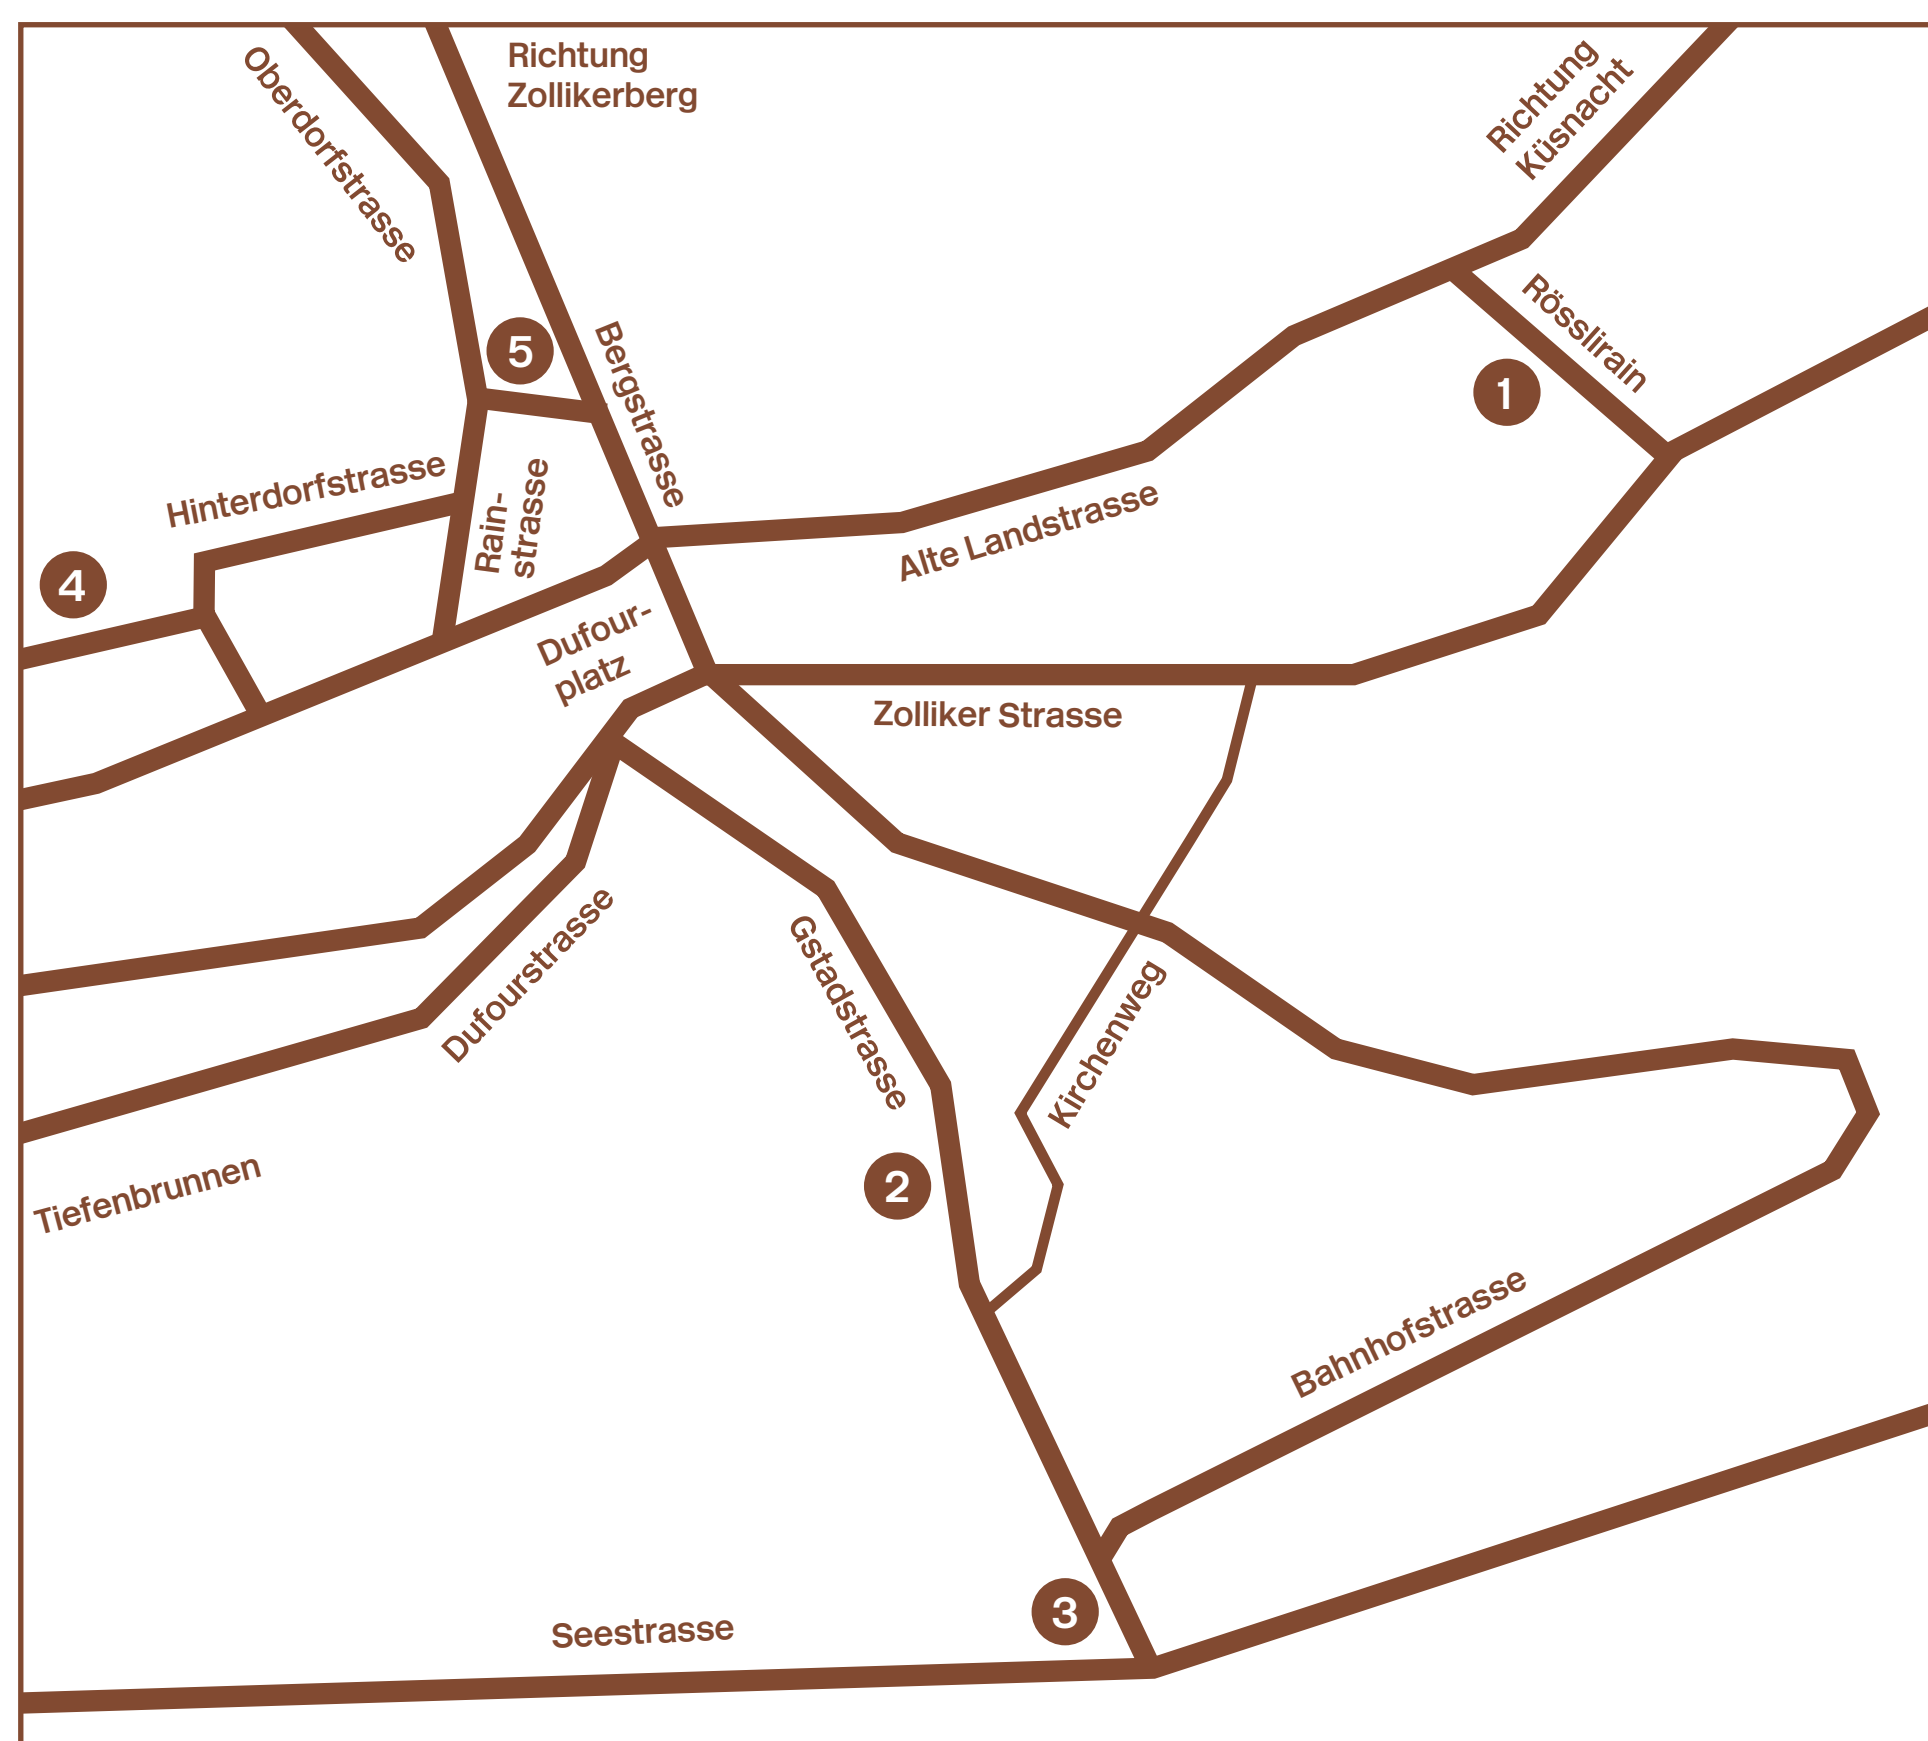 Richtung
Zollikerberg
Oberdorfstrasse
Richtung
Küsnacht
Rösslirain
5
Bergstrasse
1
Hinterdorfstrasse
Rain-
strasse
Alte Landstrasse
4
Dufour-
platz
Zolliker Strasse
Dufourstrasse
Gstadstrasse
Kirchenweg
Tiefenbrunnen
2
Bahnhofstrasse
3
Seestrasse